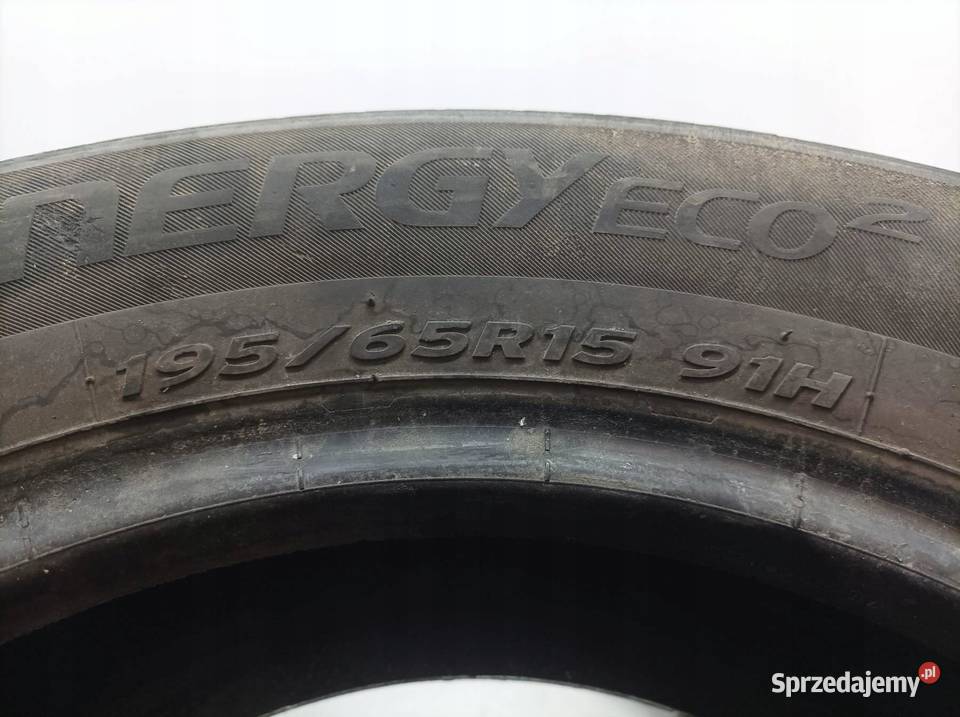 NERGY ECO2
195/65R15 91H
Sprzedajemy.pl